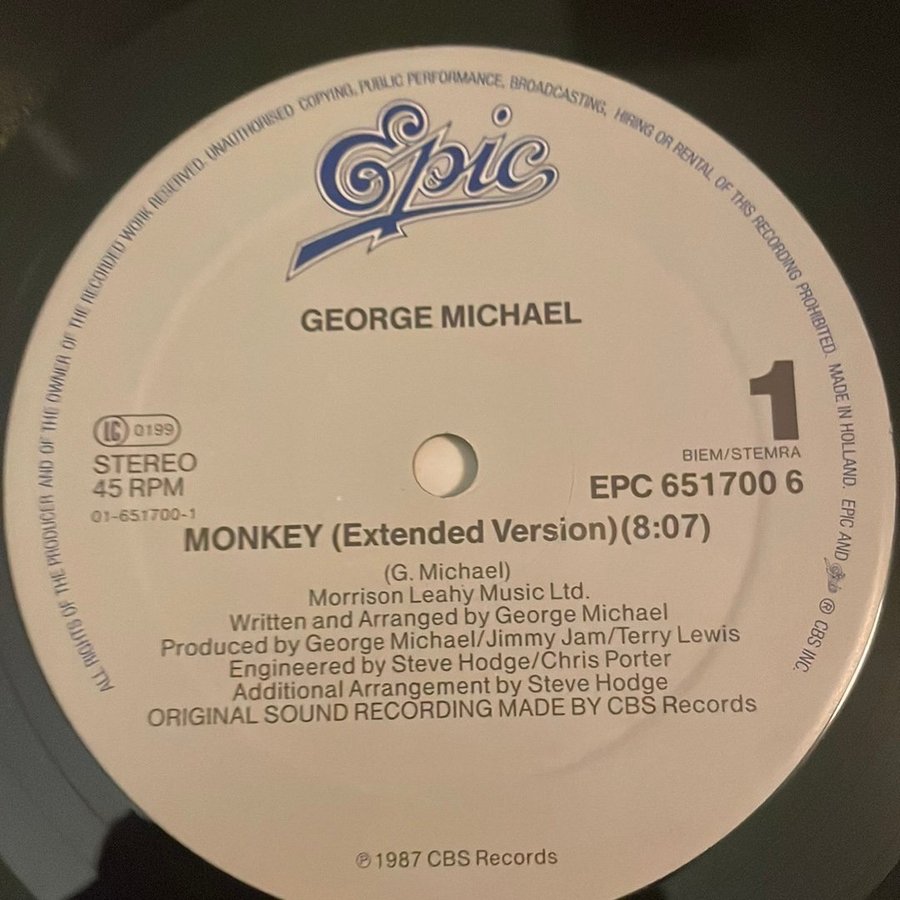 ALL RIGHTS OF THE PRODUCER AND OF THE OWNER OF THE RECORDED WORK RESERVED. UNAUTHORISED COPYING, PUBLIC PERFORMANCE, BROADCASTING, HIRING OR RENTAL OF THIS RECORDING PROHIBITED. MADE IN HOLLAND. EPIC AND Epic ® CBS INC.
Epic
GEORGE MICHAEL
1
LC 0199
STEREO
45 RPM
01-651700-1
BIEM/STEMRA
EPC 651700 6
MONKEY (Extended Version)(8:07)
(G. Michael)
Morrison Leahy Music Ltd.
Written and Arranged by George Michael
Produced by George Michael/Jimmy Jam/Terry Lewis
Engineered by Steve Hodge/Chris Porter
Additional Arrangement by Steve Hodge
ORIGINAL SOUND RECORDING MADE BY CBS Records
℗ 1987 CBS Records